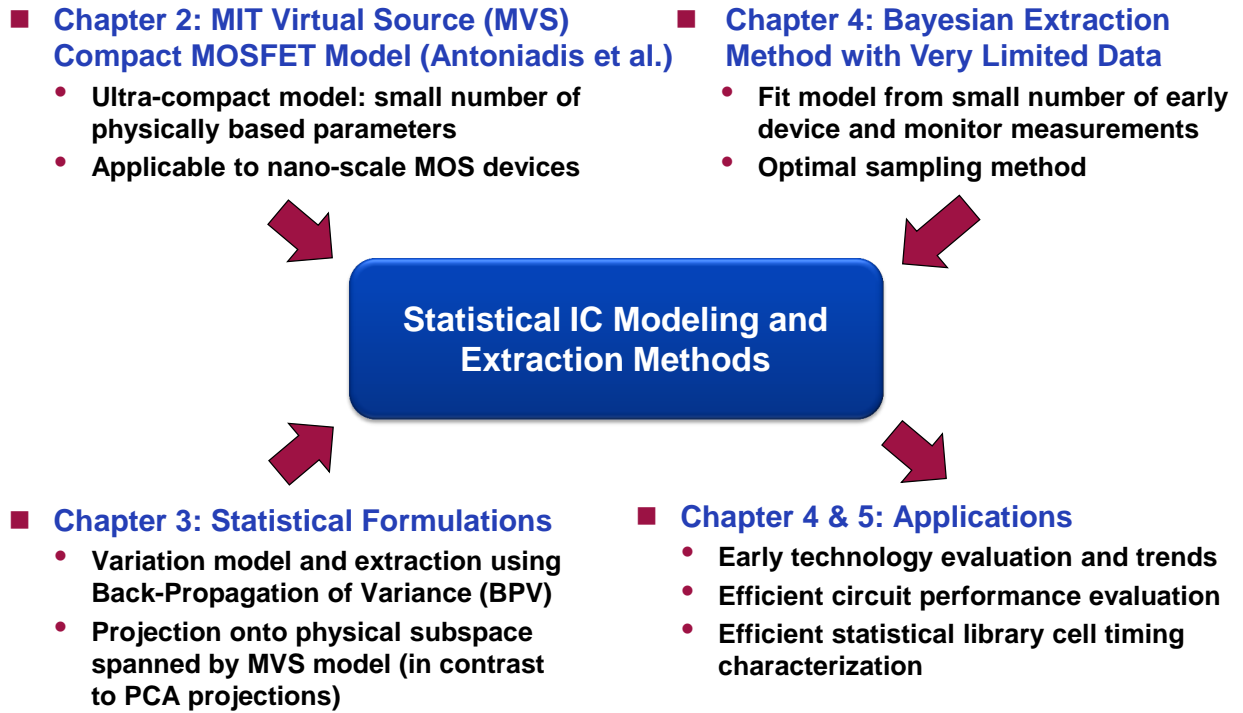 Chapter 2: MIT Virtual Source (MVS)
Compact MOSFET Model (Antoniadis et al.)
Ultra-compact model: small number of
physically based parameters
Applicable to nano-scale MOS devices
Chapter 4: Bayesian Extraction
Method with Very Limited Data
Fit model from small number of early
device and monitor measurements
Optimal sampling method
Statistical IC Modeling and
Extraction Methods
Chapter 3: Statistical Formulations
Variation model and extraction using
Back-Propagation of Variance (BPV)
Projection onto physical subspace
spanned by MVS model (in contrast
to PCA projections)
Chapter 4 & 5: Applications
Early technology evaluation and trends
Efficient circuit performance evaluation
Efficient statistical library cell timing
characterization